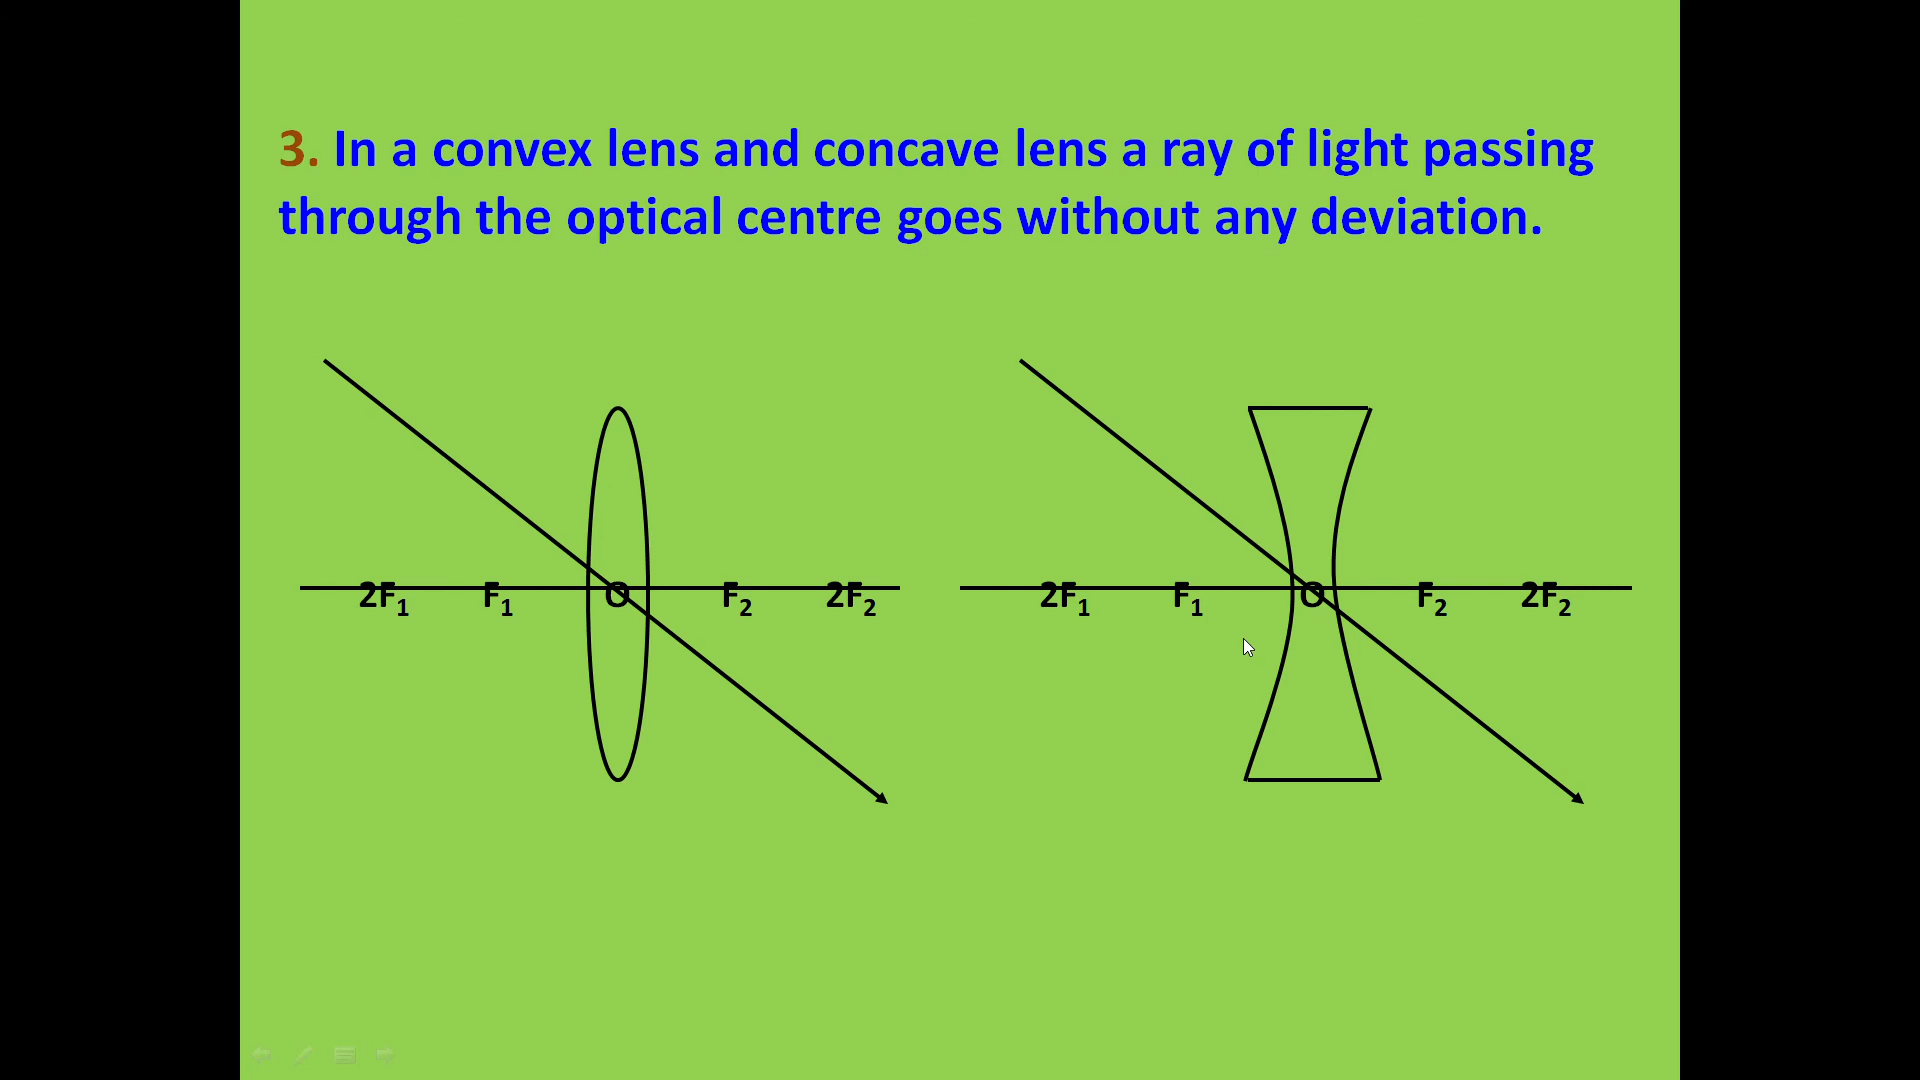 3. In a convex lens and concave lens a ray of light passing
through the optical centre goes without any deviation.
2F₁ F₁ O F₂ 2F₂
2F₁ F₁ O F₂ 2F₂